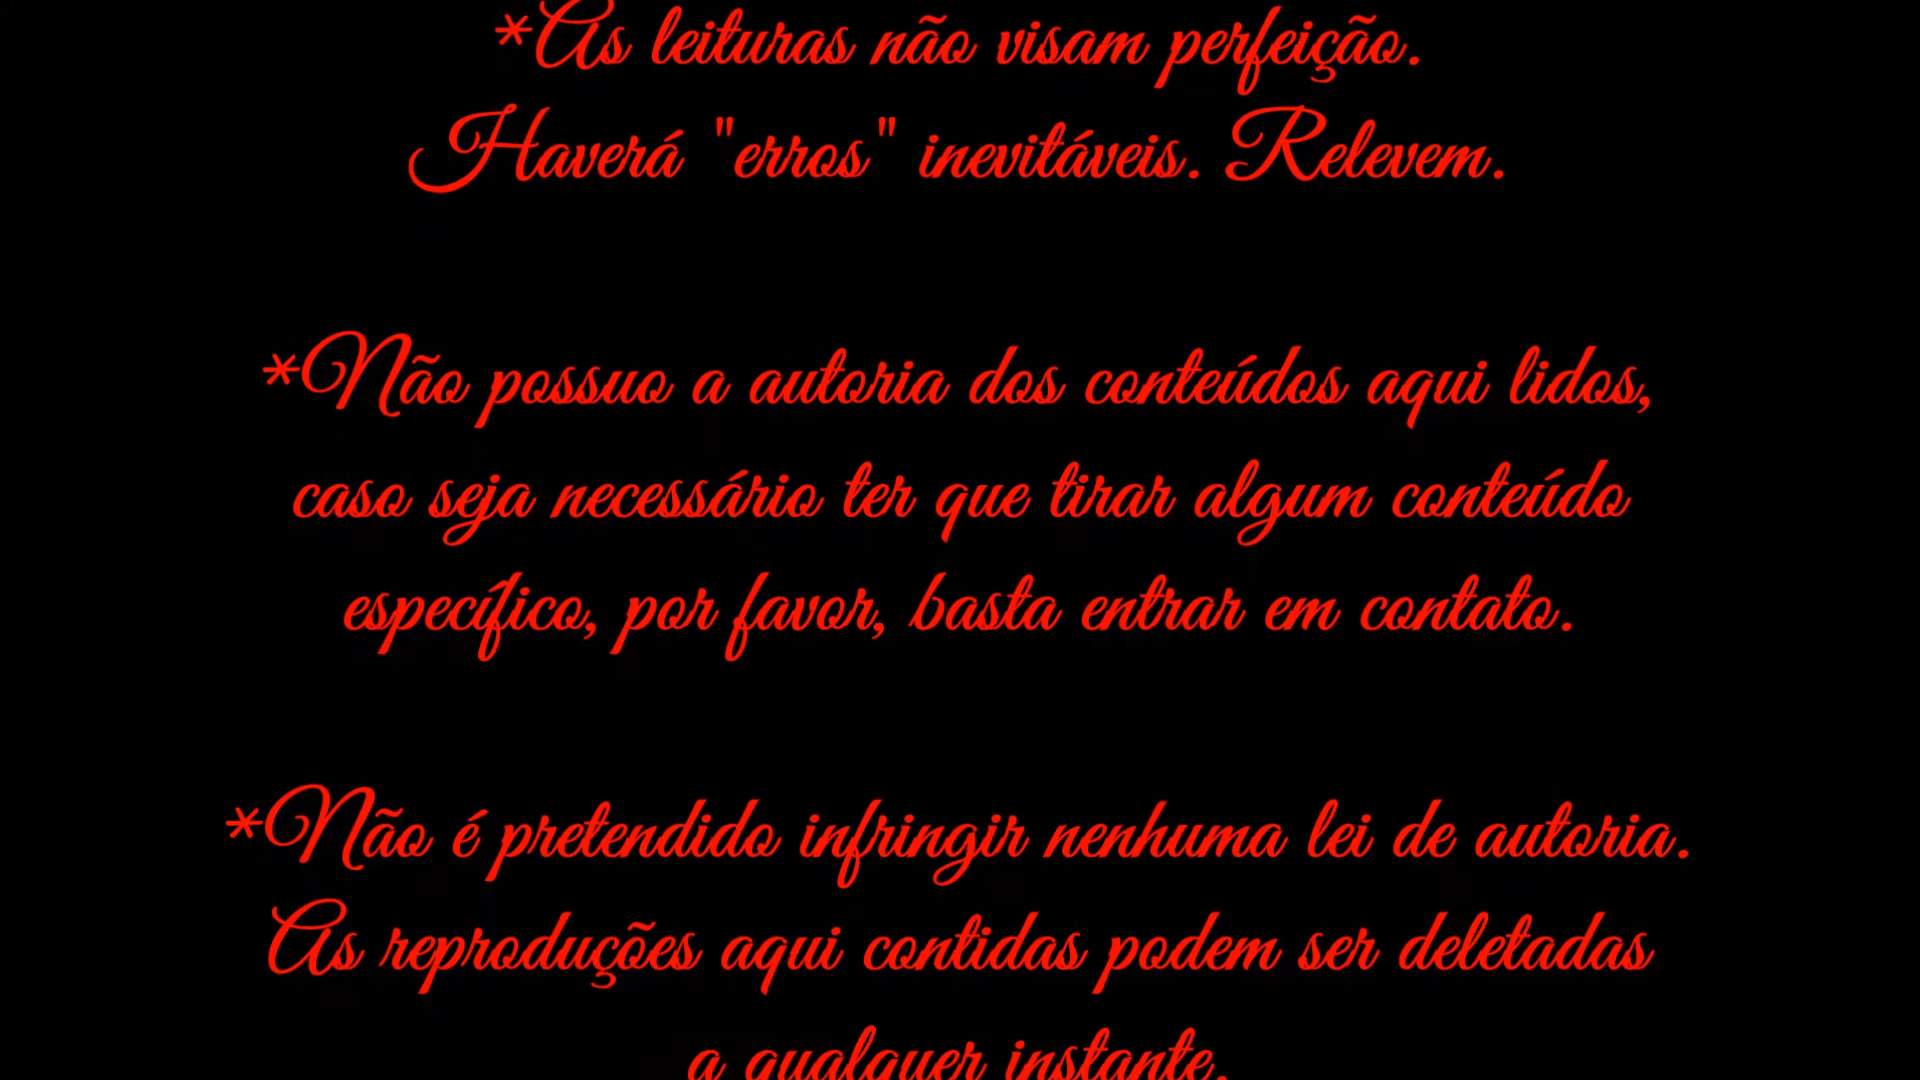 *As leituras não visam perfeição.
Haverá "erros" inevitáveis. Relevem.
*Não possuo a autoria dos conteúdos aqui lidos,
caso seja necessário ter que tirar algum conteúdo
específico, por favor, basta entrar em contato.
*Não é pretendido infringir nenhuma lei de autoria.
As reproduções aqui contidas podem ser deletadas
a qualquer instante.